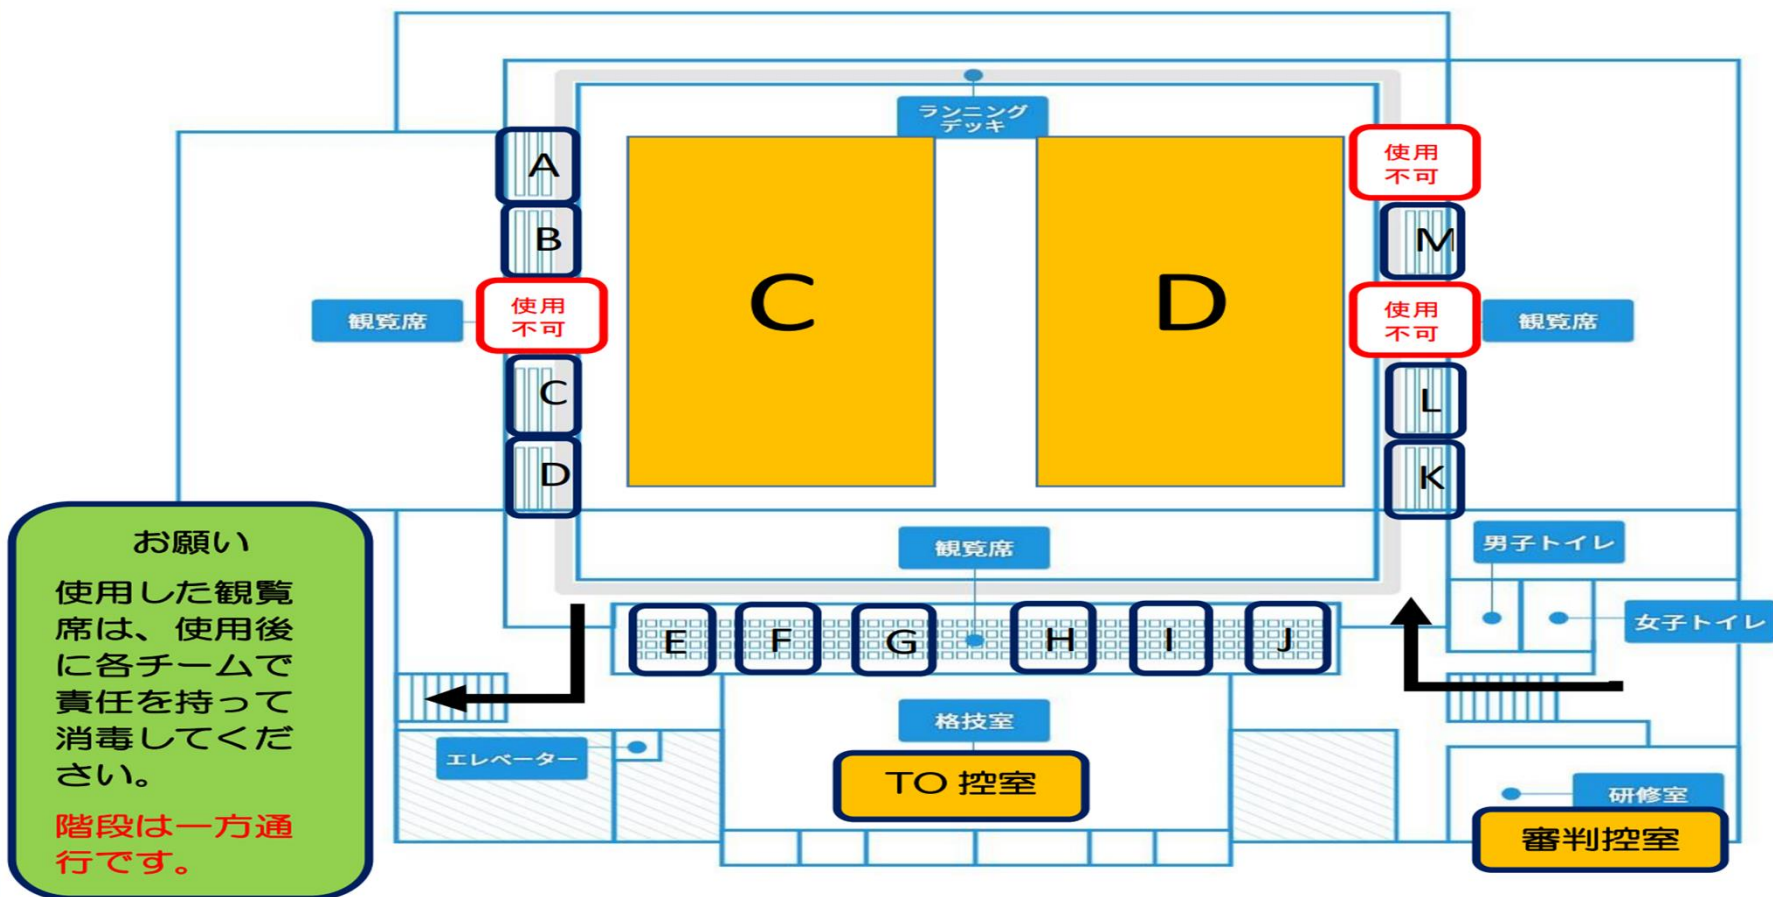 ランニング
デッキ
A
使用
不可
B
M
C
D
観覧席
使用
不可
使用
不可
観覧席
C
L
D
K
お願い
使用した観覧
席は、使用後
に各チームで
責任を持って
消毒してくだ
さい。
階段は一方通
行です。
観覧席
男子トイレ
女子トイレ
E
F
G
H
I
J
格技室
エレベーター
TO 控室
研修室
審判控室